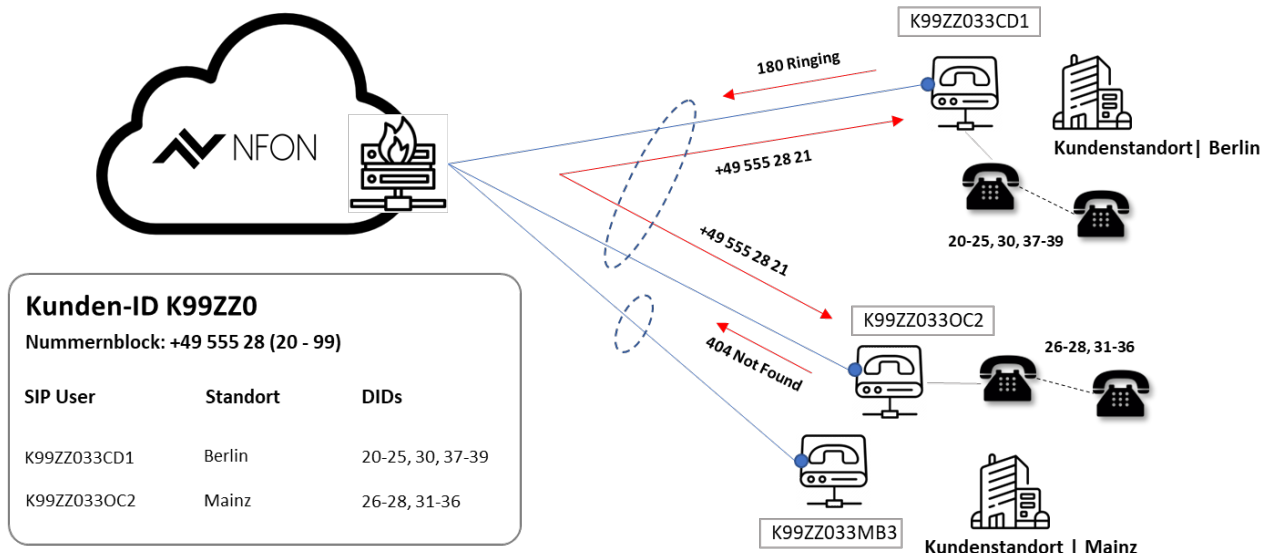 K99ZZ033CD1
180 Ringing
NFON
+49 555 28 21
Kundenstandort| Berlin
20-25, 30, 37-39
+49 555 28 21
Kunden-ID K99ZZ0
Nummernblock: +49 555 28 (20 - 99)
SIP User Standort DIDs
K99ZZ033CD1 Berlin 20-25, 30, 37-39
K99ZZ033OC2 Mainz 26-28, 31-36
K99ZZ033OC2
404 Not Found
26-28, 31-36
K99ZZ033MB3
Kundenstandort | Mainz